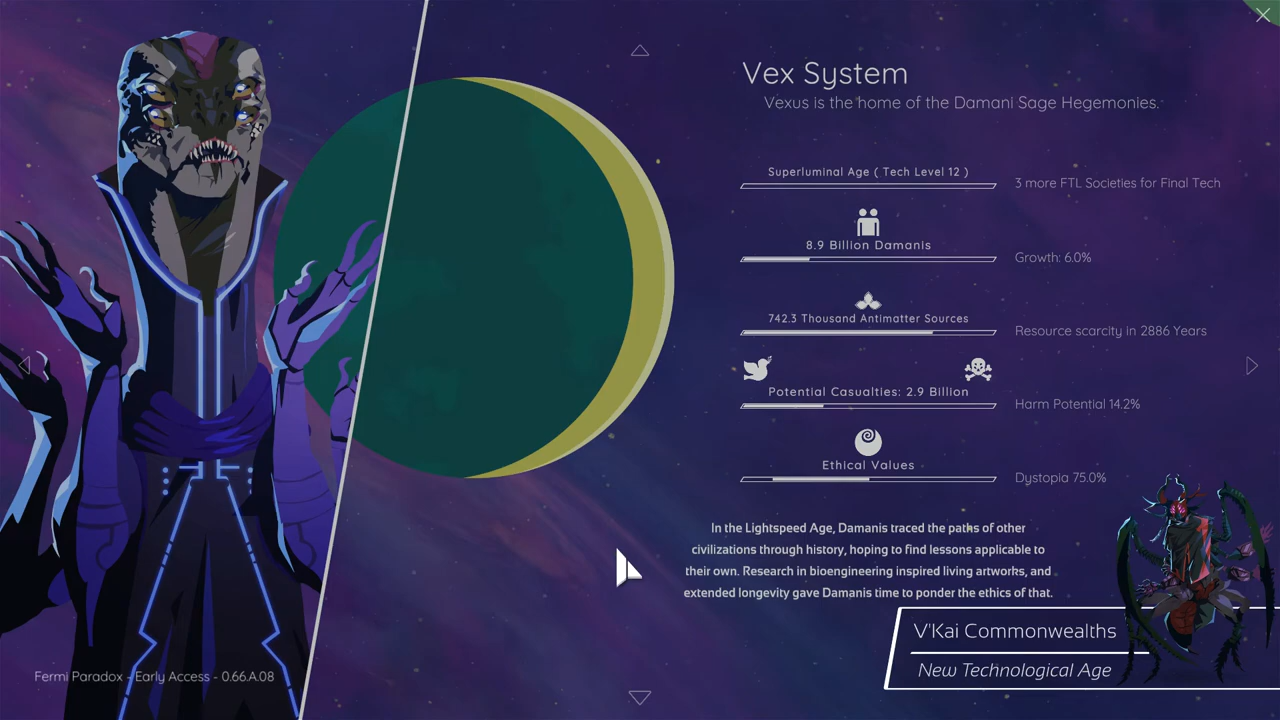 Vex System
Vexus is the home of the Damani Sage Hegemonies.
Superluminal Age ( Tech Level 12 )
3 more FTL Societies for Final Tech
8.9 Billion Damanis
Growth: 6.0%
742.3 Thousand Antimatter Sources
Resource scarcity in 2886 Years
Potential Casualties: 2.9 Billion
Harm Potential 14.2%
Ethical Values
Dystopia 75.0%
In the Lightspeed Age, Damanis traced the paths of other
civilizations through history, hoping to find lessons applicable to
their own. Research in bioengineering inspired living artworks, and
extended longevity gave Damanis time to ponder the ethics of that.
V'Kai Commonwealths
New Technological Age
Fermi Paradox - Early Access - 0.66.A.08